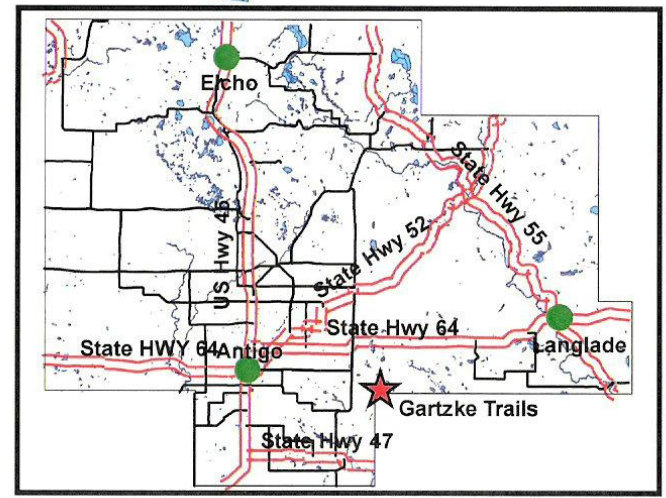 Elcho
State Hwy 55
US Hwy 45
State Hwy 52
State Hwy 64
Langlade
State HWY 64
Antigo
Gartzke Trails
State Hwy 47